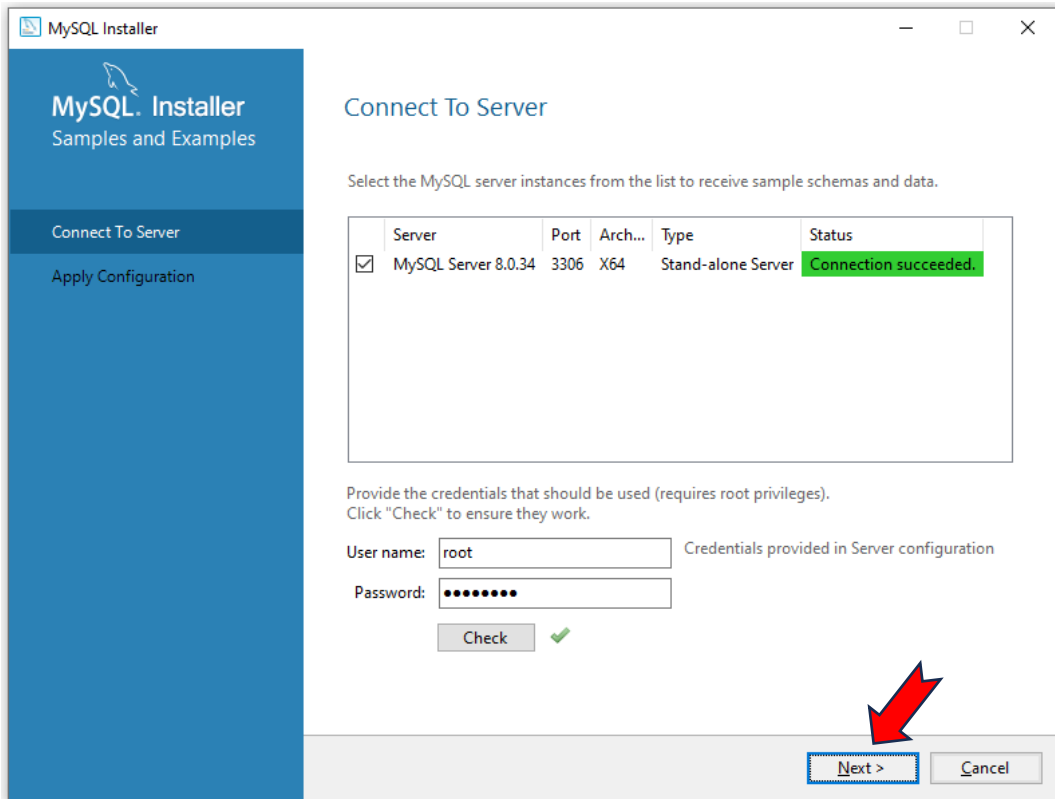 MySQL Installer
MySQL. Installer
Samples and Examples
Connect To Server
Apply Configuration
Connect To Server
Select the MySQL server instances from the list to receive sample schemas and data.
Server Port Arch... Type Status
MySQL Server 8.0.34 3306 X64 Stand-alone Server Connection succeeded.
Provide the credentials that should be used (requires root privileges).
Click "Check" to ensure they work.
User name: root Credentials provided in Server configuration
Password: ●●●●●●●●
Check
Next > Cancel